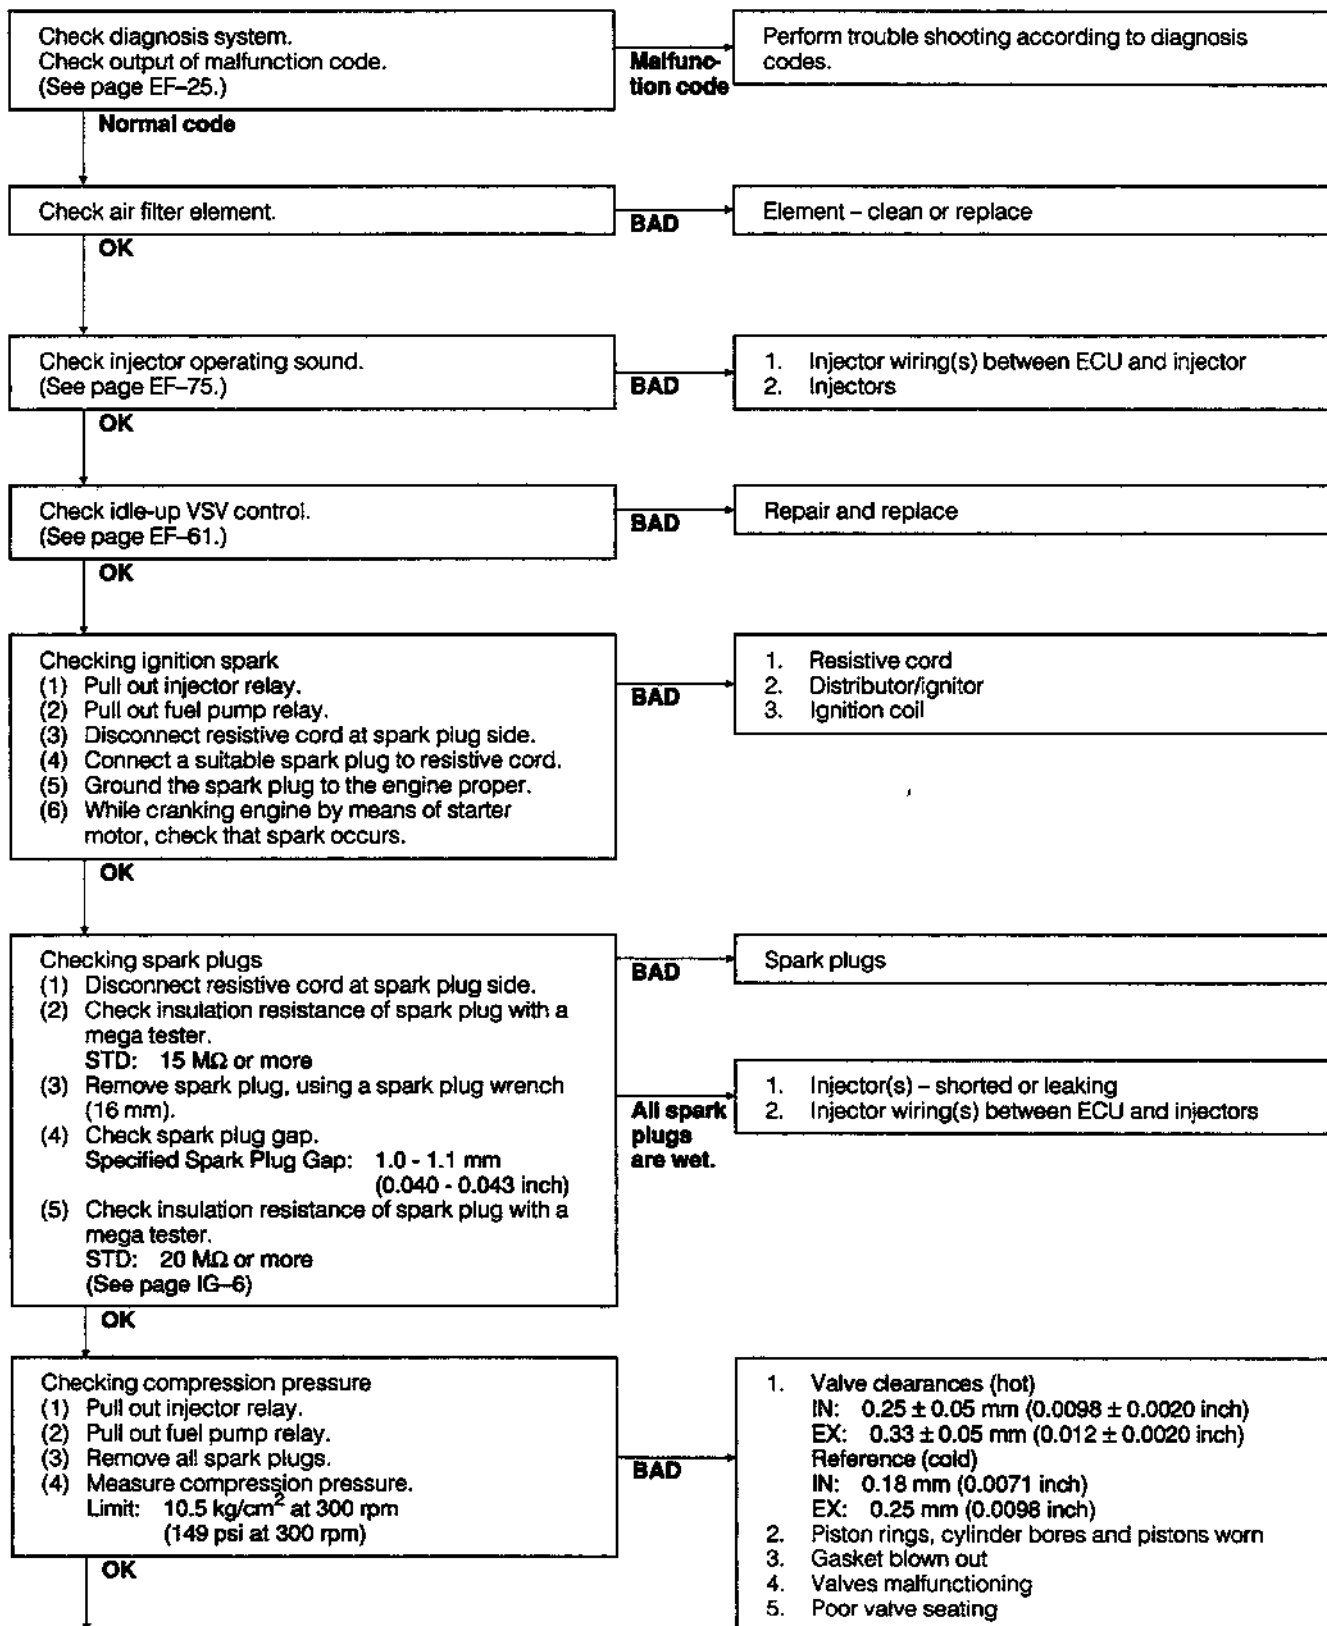 Check diagnosis system.
Check output of malfunction code.
(See page EF–25.)
Malfunc-
tion code
Perform trouble shooting according to diagnosis
codes.
Normal code
Check air filter element.
BAD
Element – clean or replace
OK
Check injector operating sound.
(See page EF–75.)
BAD
1. Injector wiring(s) between ECU and injector
2. Injectors
OK
Check idle-up VSV control.
(See page EF–61.)
BAD
Repair and replace
OK
Checking ignition spark
(1) Pull out injector relay.
(2) Pull out fuel pump relay.
(3) Disconnect resistive cord at spark plug side.
(4) Connect a suitable spark plug to resistive cord.
(5) Ground the spark plug to the engine proper.
(6) While cranking engine by means of starter
motor, check that spark occurs.
BAD
1. Resistive cord
2. Distributor/ignitor
3. Ignition coil
OK
Checking spark plugs
(1) Disconnect resistive cord at spark plug side.
(2) Check insulation resistance of spark plug with a
mega tester.
STD: 15 MΩ or more
(3) Remove spark plug, using a spark plug wrench
(16 mm).
(4) Check spark plug gap.
Specified Spark Plug Gap: 1.0 - 1.1 mm
(0.040 - 0.043 inch)
(5) Check insulation resistance of spark plug with a
mega tester.
STD: 20 MΩ or more
(See page IG–6)
BAD
Spark plugs
All spark
plugs
are wet.
1. Injector(s) – shorted or leaking
2. Injector wiring(s) between ECU and injectors
OK
Checking compression pressure
(1) Pull out injector relay.
(2) Pull out fuel pump relay.
(3) Remove all spark plugs.
(4) Measure compression pressure.
Limit: 10.5 kg/cm² at 300 rpm
(149 psi at 300 rpm)
BAD
1. Valve clearances (hot)
IN: 0.25 ± 0.05 mm (0.0098 ± 0.0020 inch)
EX: 0.33 ± 0.05 mm (0.012 ± 0.0020 inch)
Reference (cold)
IN: 0.18 mm (0.0071 inch)
EX: 0.25 mm (0.0098 inch)
2. Piston rings, cylinder bores and pistons worn
3. Gasket blown out
4. Valves malfunctioning
5. Poor valve seating
OK